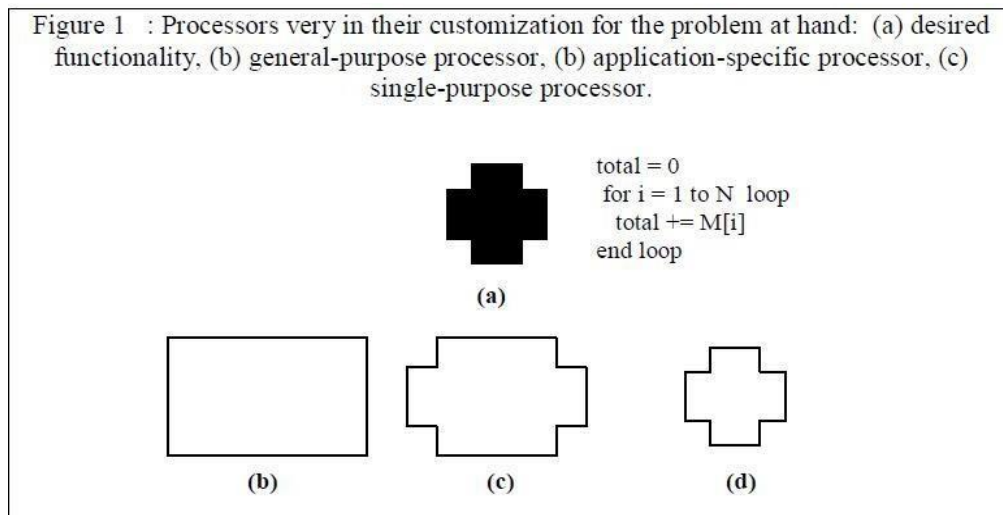 Figure 1 : Processors very in their customization for the problem at hand: (a) desired
functionality, (b) general-purpose processor, (b) application-specific processor, (c)
single-purpose processor.
total = 0
for i = 1 to N loop
total += M[i]
end loop
(a)
(b) (c) (d)